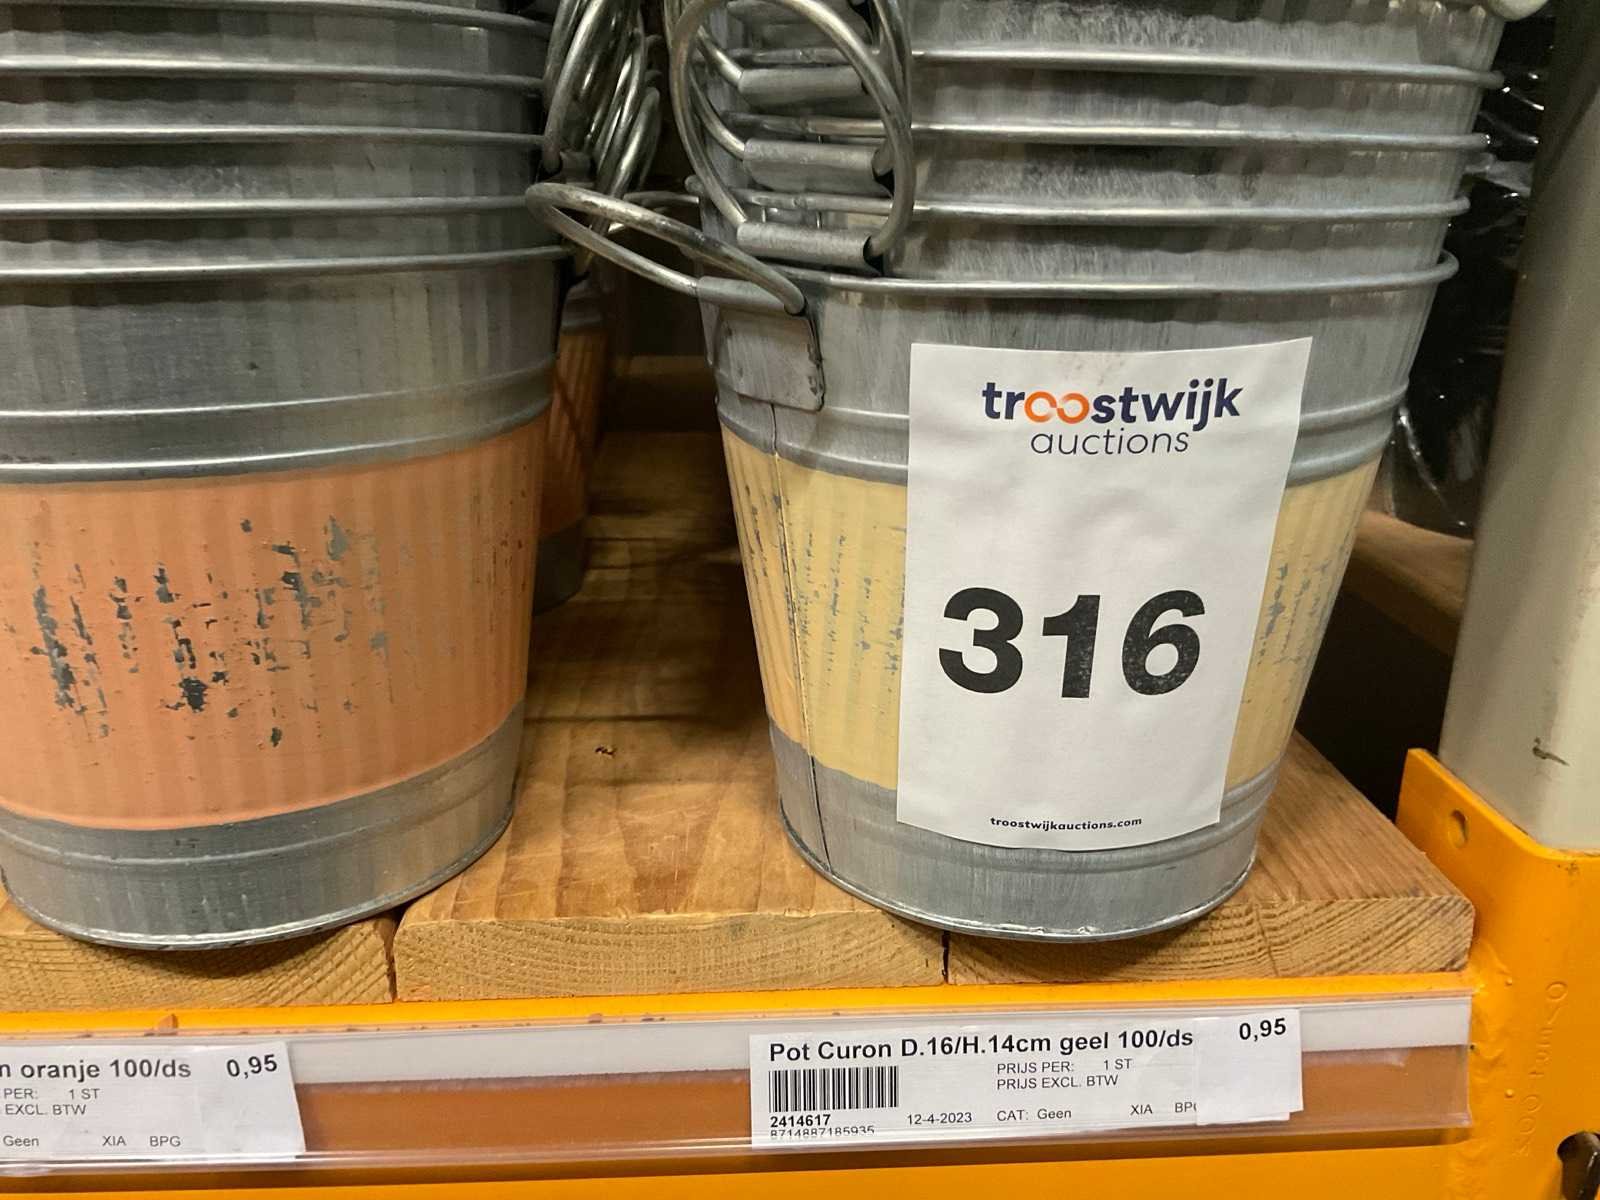 troostwijk
auctions
316
troostwijkauctions.com
n oranje 100/ds 0,95
PER: 1 ST
EXCL. BTW
Geen XIA BPG
Pot Curon D.16/H.14cm geel 100/ds 0,95
PRIJS PER: 1 ST
PRIJS EXCL. BTW
2414617 12-4-2023 CAT: Geen XIA BPG
8714887185935